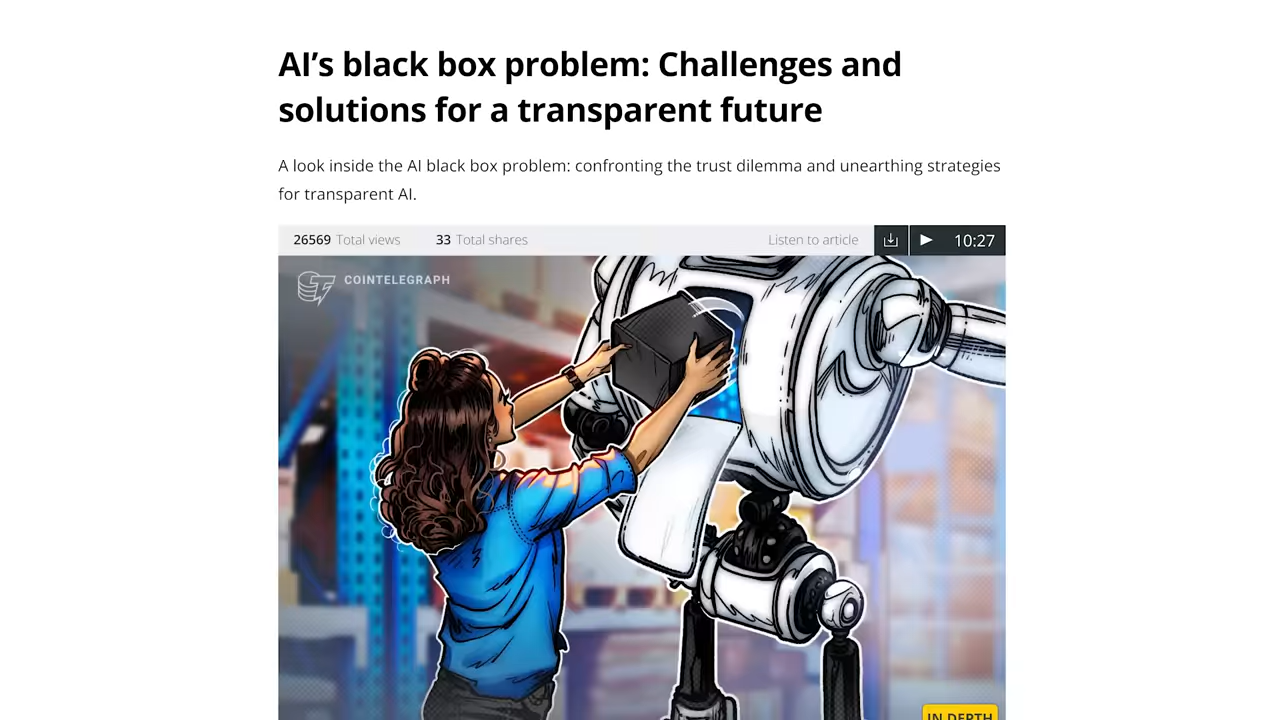 AI’s black box problem: Challenges and
solutions for a transparent future
A look inside the AI black box problem: confronting the trust dilemma and unearthing strategies
for transparent AI.
26569 Total views 33 Total shares Listen to article 10:27
COINTELEGRAPH
IN DEPTH